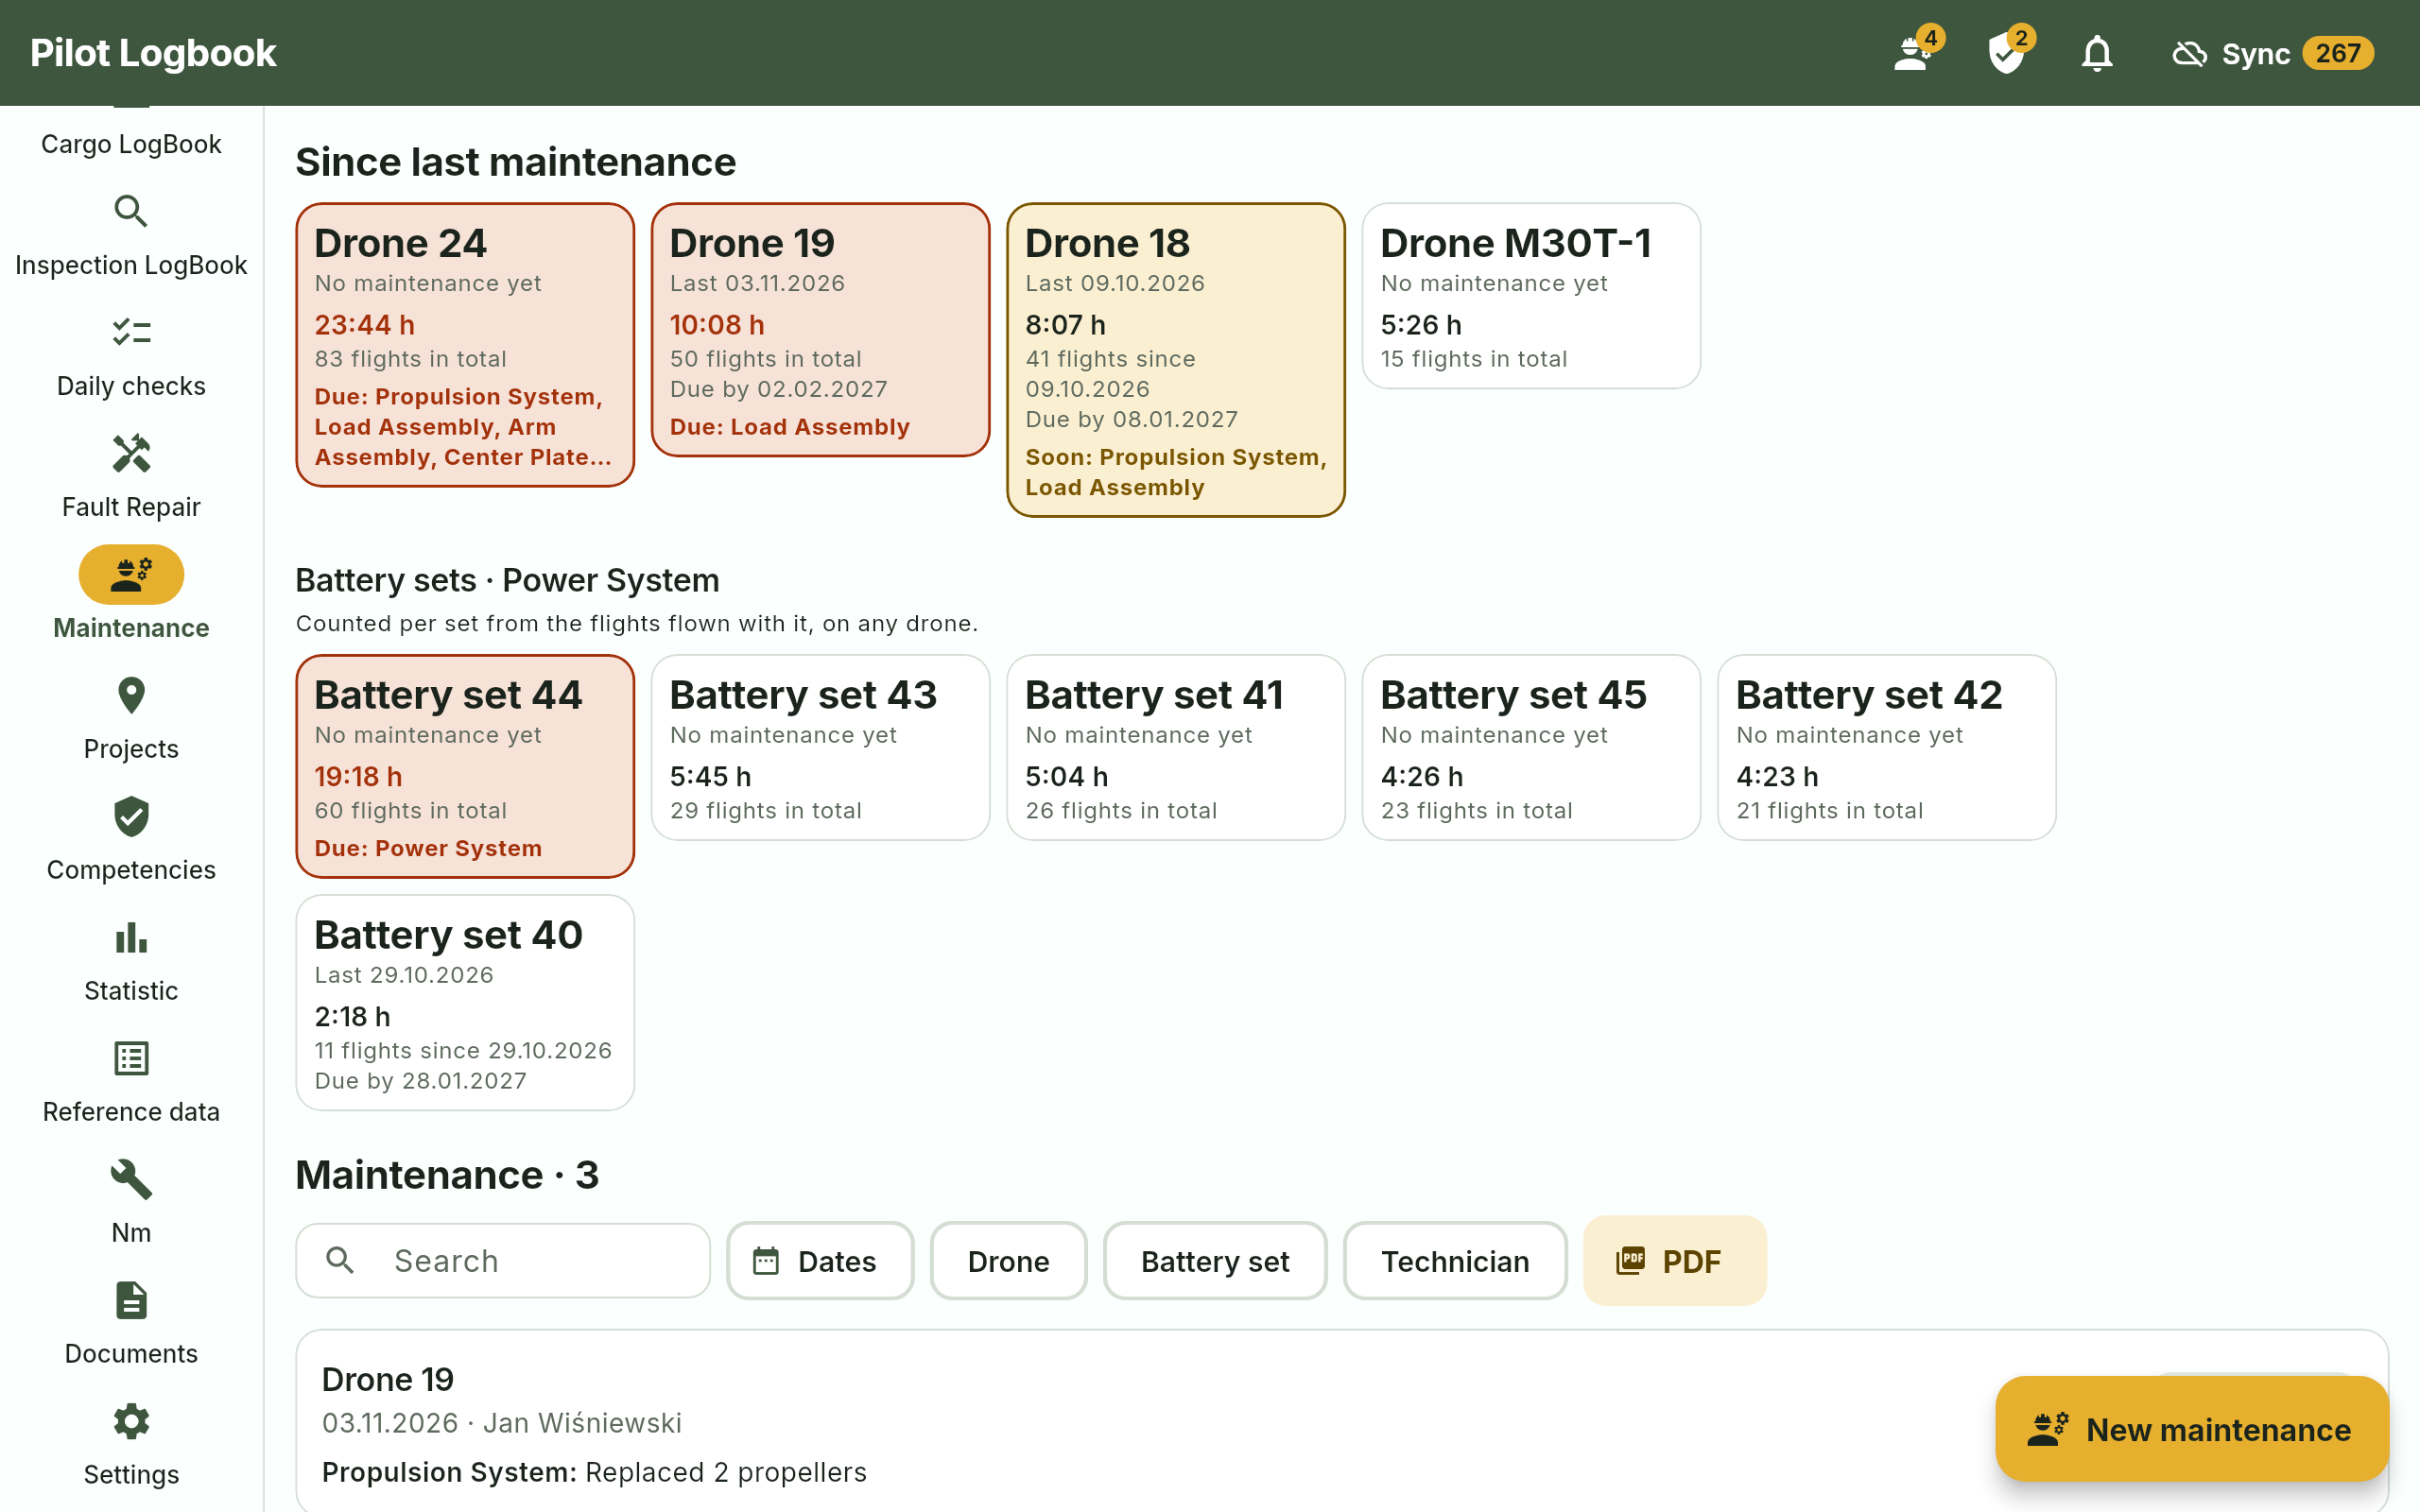 Pilot Logbook
4
2
Sync 267
Cargo LogBook
Inspection LogBook
Daily checks
Fault Repair
Maintenance
Projects
Competencies
Statistic
Reference data
Nm
Documents
Settings
Since last maintenance
Drone 24
No maintenance yet
23:44 h
83 flights in total
Due: Propulsion System,
Load Assembly, Arm
Assembly, Center Plate...
Drone 19
Last 03.11.2026
10:08 h
50 flights in total
Due by 02.02.2027
Due: Load Assembly
Drone 18
Last 09.10.2026
8:07 h
41 flights since
09.10.2026
Due by 08.01.2027
Soon: Propulsion System,
Load Assembly
Drone M30T-1
No maintenance yet
5:26 h
15 flights in total
Battery sets · Power System
Counted per set from the flights flown with it, on any drone.
Battery set 44
No maintenance yet
19:18 h
60 flights in total
Due: Power System
Battery set 43
No maintenance yet
5:45 h
29 flights in total
Battery set 41
No maintenance yet
5:04 h
26 flights in total
Battery set 45
No maintenance yet
4:26 h
23 flights in total
Battery set 42
No maintenance yet
4:23 h
21 flights in total
Battery set 40
Last 29.10.2026
2:18 h
11 flights since 29.10.2026
Due by 28.01.2027
Maintenance · 3
Search
Dates
Drone
Battery set
Technician
PDF
PDF
Drone 19
03.11.2026 · Jan Wiśniewski
Propulsion System: Replaced 2 propellers
New maintenance